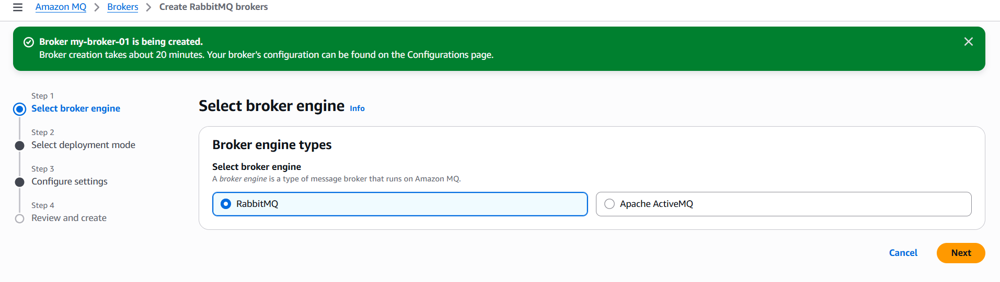 Amazon MQ > Brokers > Create RabbitMQ brokers
Broker my-broker-01 is being created.
Broker creation takes about 20 minutes. Your broker's configuration can be found on the Configurations page.
Step 1
Select broker engine
Step 2
Select deployment mode
Step 3
Configure settings
Step 4
Review and create
Select broker engine Info
Broker engine types
Select broker engine
A broker engine is a type of message broker that runs on Amazon MQ.
RabbitMQ
Apache ActiveMQ
Cancel
Next